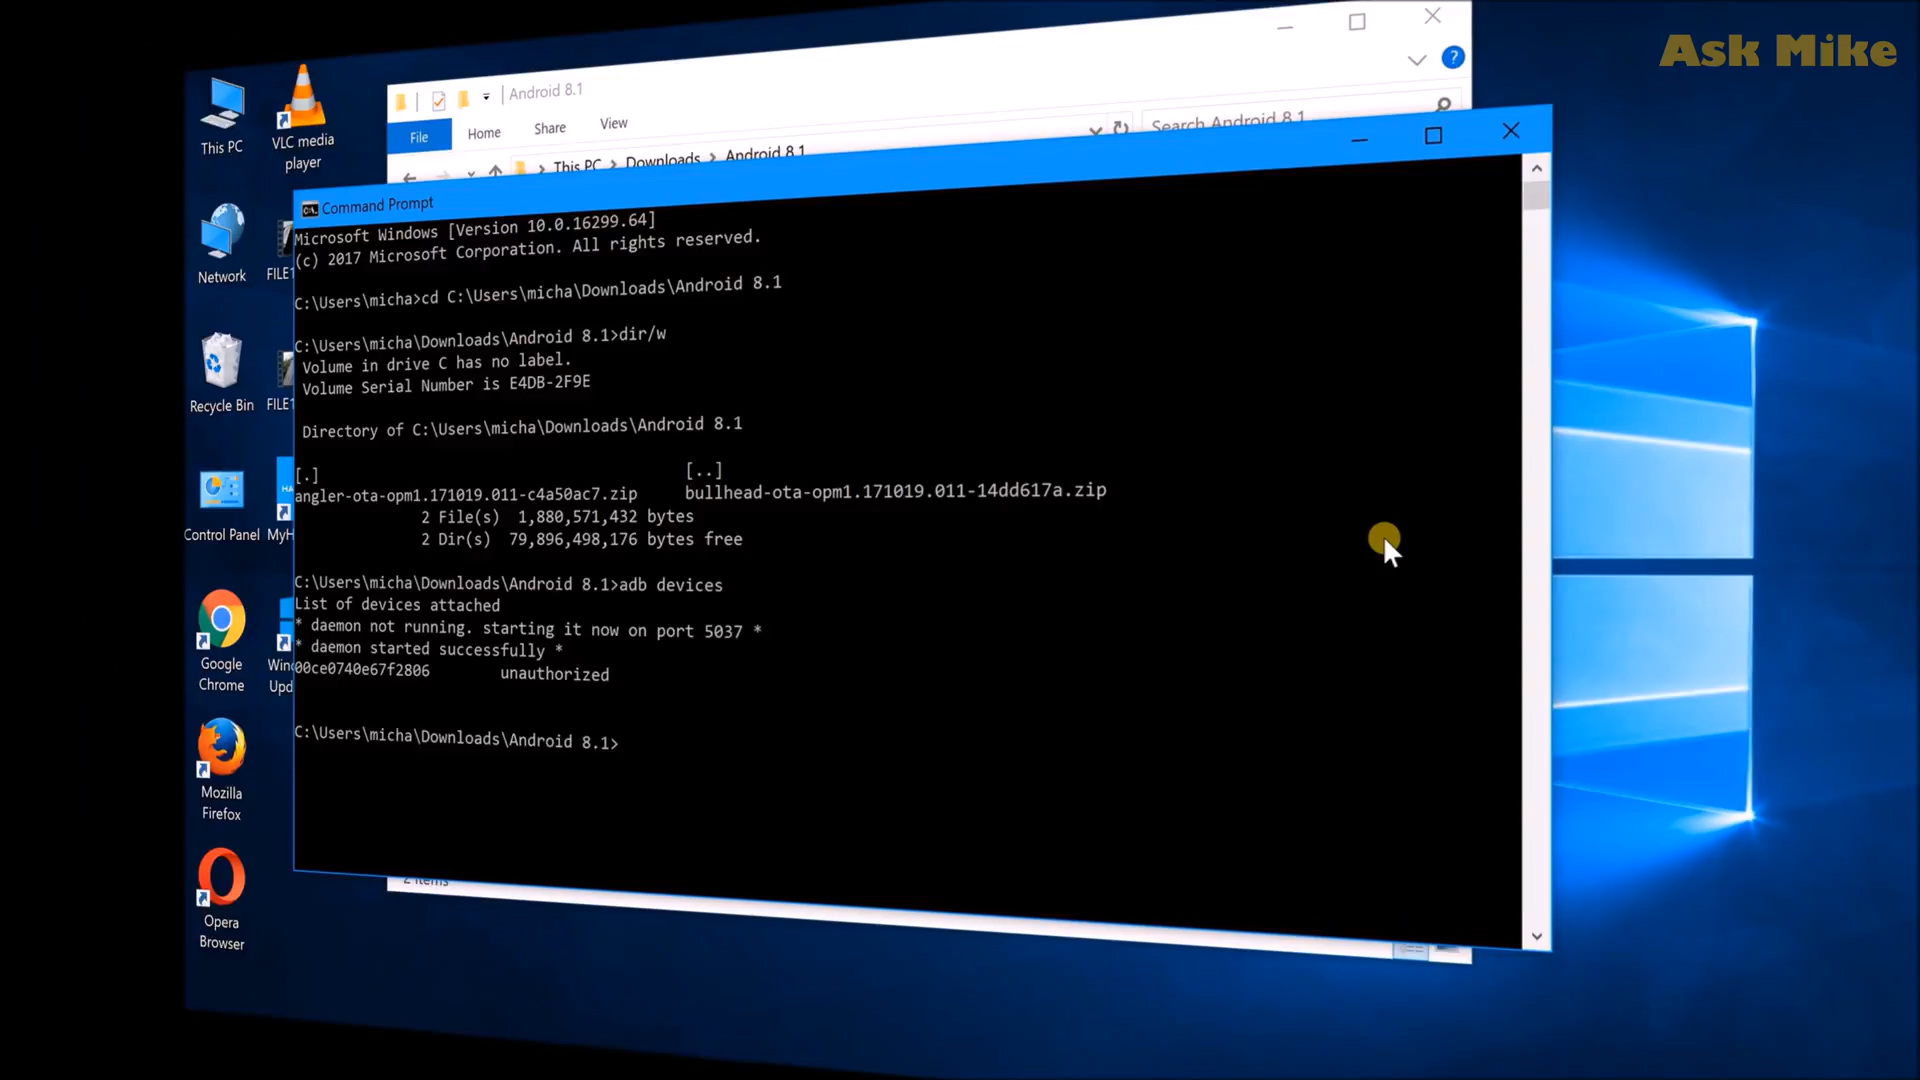 Ask Mike
This PC
VLC media
player
Network
FILE1
Recycle Bin
FILE1
Control Panel
MyH
Google
Chrome
Wind
Upd
Mozilla
Firefox
Opera
Browser
Android 8.1
File
Home
Share
View
This PC > Downloads > Android 8.1
Search Android 8.1
Command Prompt
Microsoft Windows [Version 10.0.16299.64]
(c) 2017 Microsoft Corporation. All rights reserved.
C:\Users\micha>cd C:\Users\micha\Downloads\Android 8.1
C:\Users\micha\Downloads\Android 8.1>dir/w
Volume in drive C has no label.
Volume Serial Number is E4DB-2F9E
Directory of C:\Users\micha\Downloads\Android 8.1
[.] [..]
angler-ota-opm1.171019.011-c4a50ac7.zip bullhead-ota-opm1.171019.011-14dd617a.zip
2 File(s) 1,880,571,432 bytes
2 Dir(s) 79,896,498,176 bytes free
C:\Users\micha\Downloads\Android 8.1>adb devices
List of devices attached
* daemon not running. starting it now on port 5037 *
* daemon started successfully *
00ce0740e67f2806 unauthorized
C:\Users\micha\Downloads\Android 8.1>
2 items